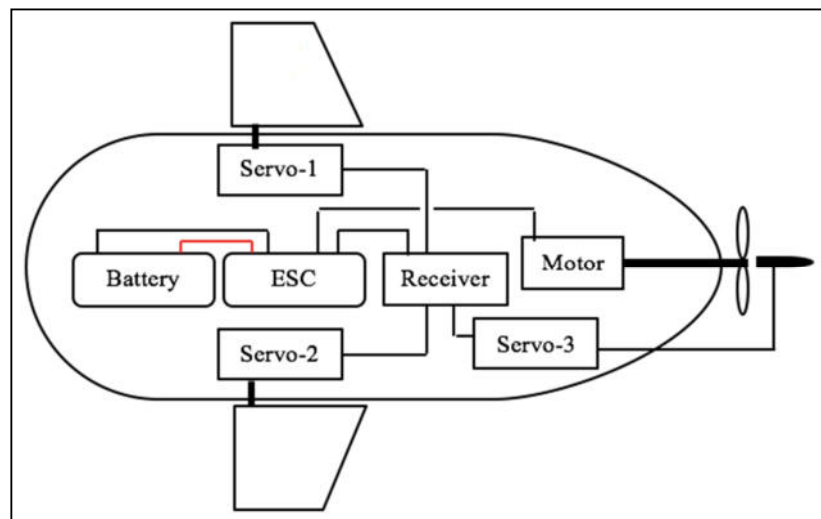 Servo-1
Battery
ESC
Receiver
Motor
Servo-2
Servo-3